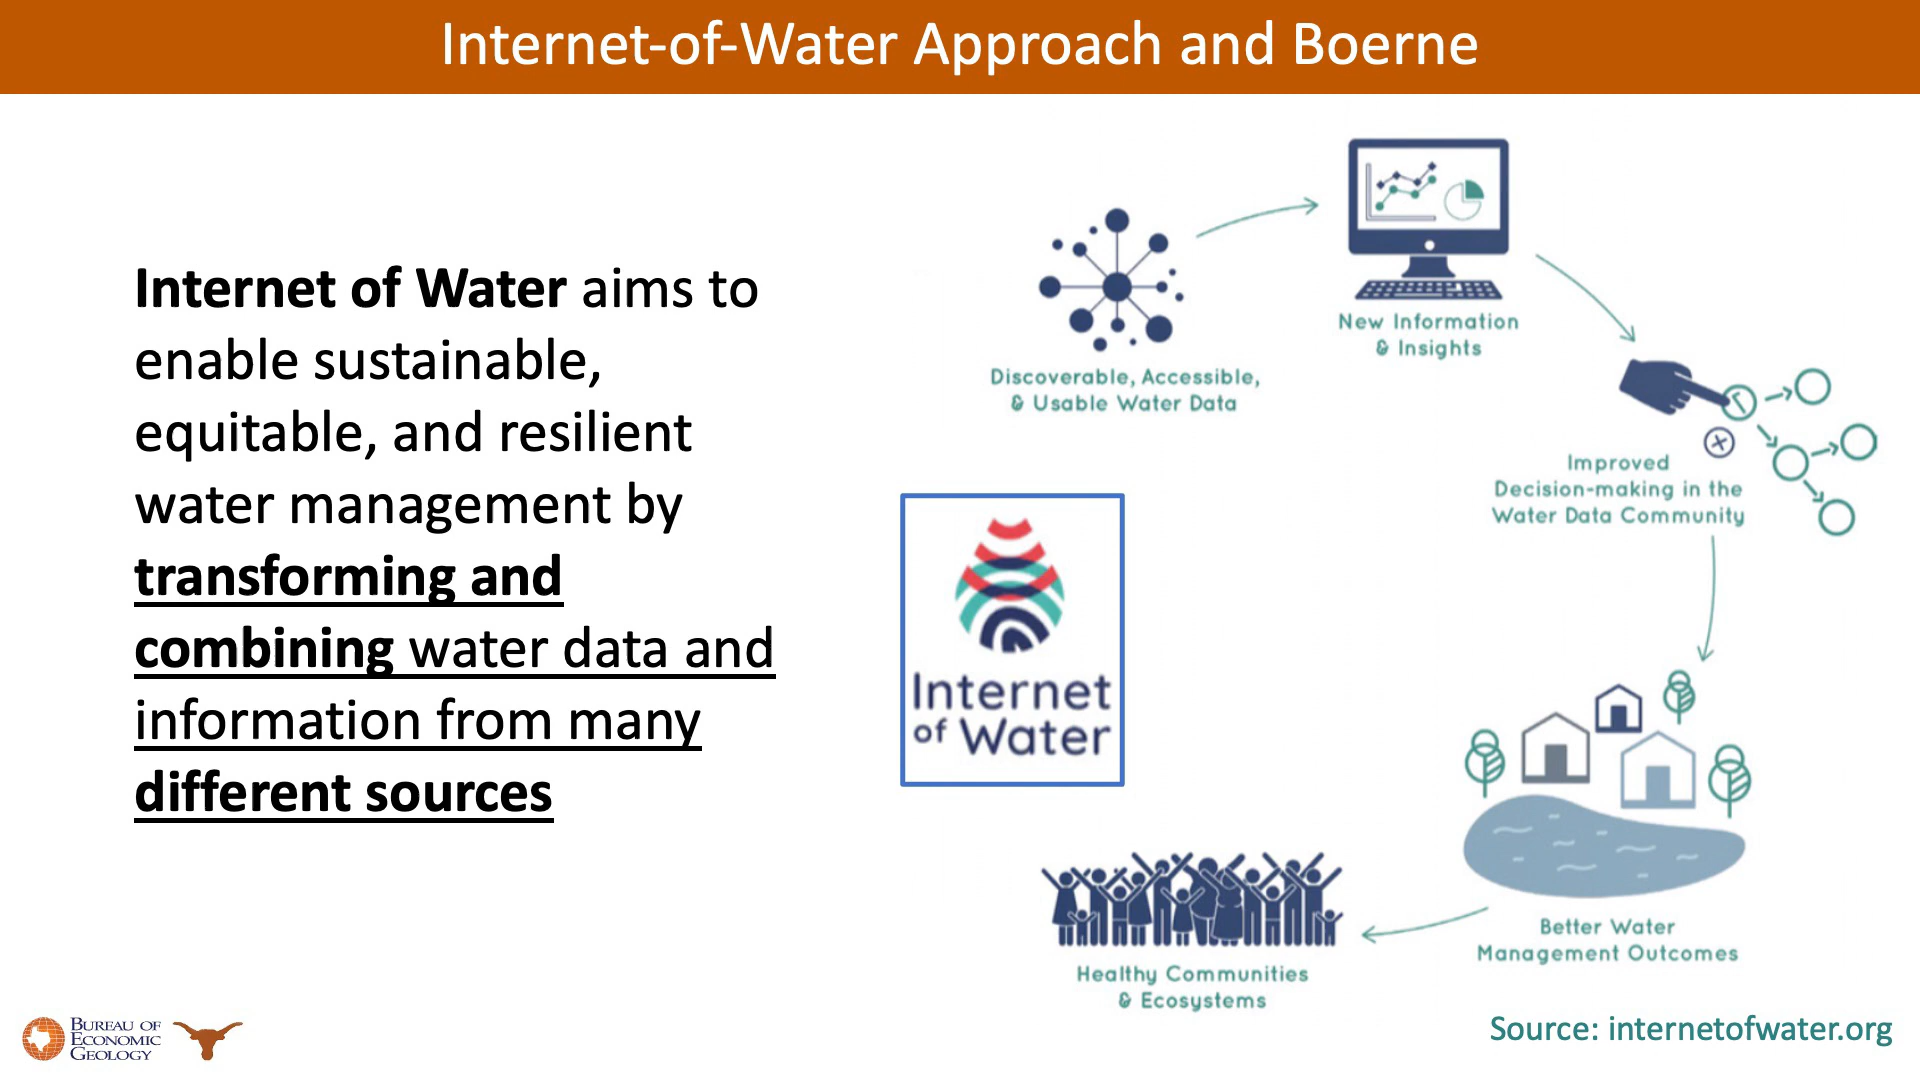 Internet-of-Water Approach and Boerne
Internet of Water aims to
enable sustainable,
equitable, and resilient
water management by
transforming and
combining water data and
information from many
different sources
Discoverable, Accessible,
& Usable Water Data
New Information
& Insights
Improved
Decision-making in the
Water Data Community
Internet
of Water
Better Water
Management Outcomes
Healthy Communities
& Ecosystems
BUREAU OF
ECONOMIC
GEOLOGY
Source: internetofwater.org